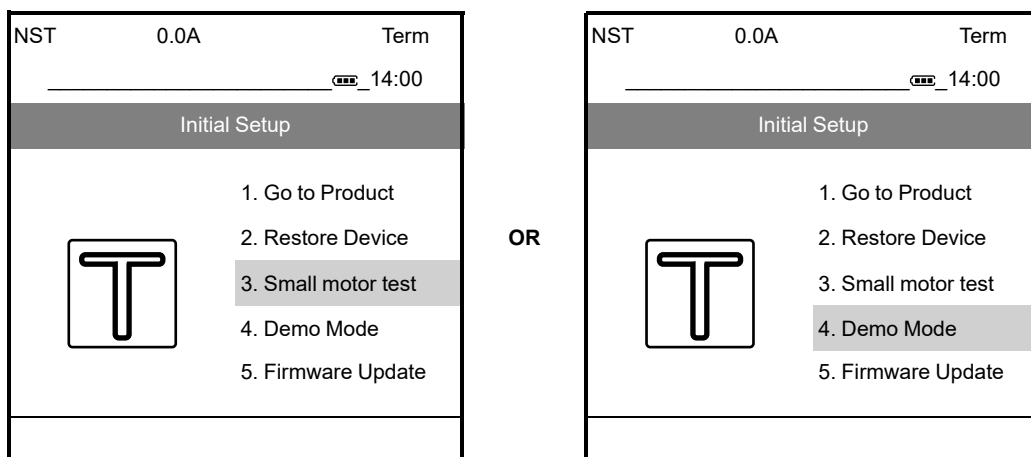 NST 0.0A Term
14:00
Initial Setup
1. Go to Product
2. Restore Device
3. Small motor test
4. Demo Mode
5. Firmware Update
OR
NST 0.0A Term
14:00
Initial Setup
1. Go to Product
2. Restore Device
3. Small motor test
4. Demo Mode
5. Firmware Update